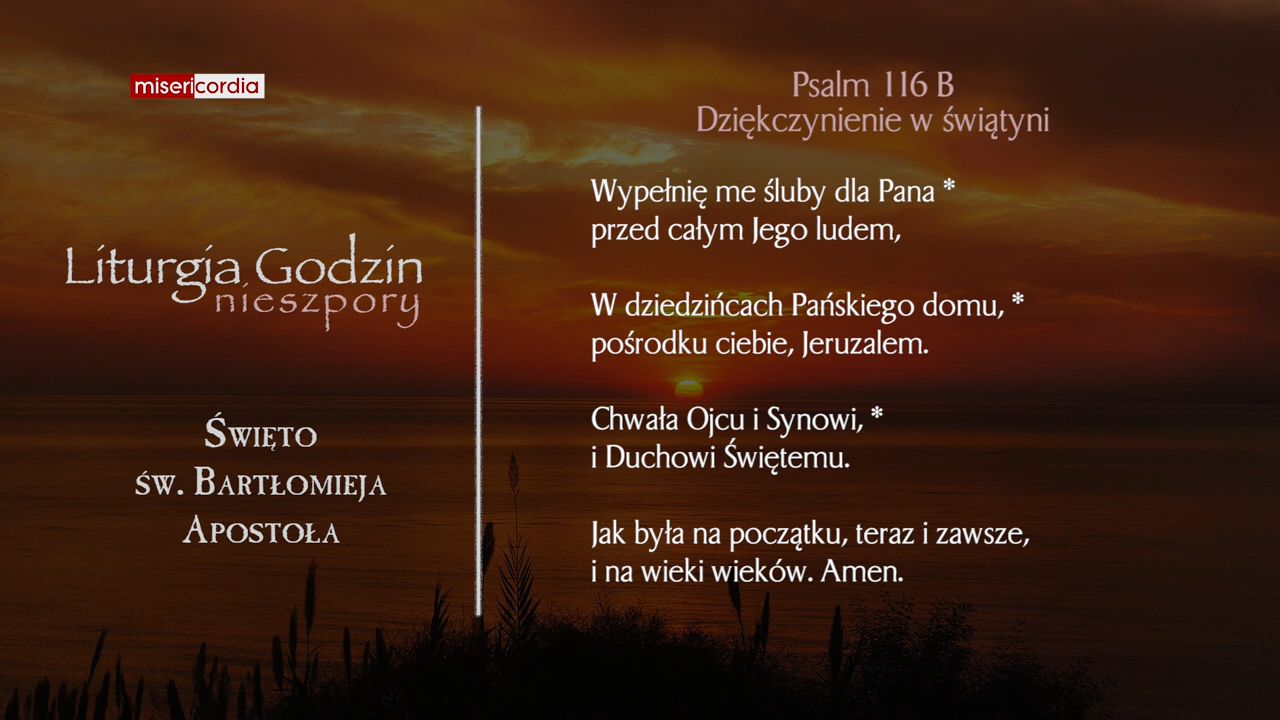 misericordia
Liturgia Godzin
nieszpory
Święto
św. Bartłomieja
Apostoła
Psalm 116 B
Dziękczynienie w świątyni
Wypełnię me śluby dla Pana *
przed całym Jego ludem,
W dziedzińcach Pańskiego domu, *
pośrodku ciebie, Jeruzalem.
Chwała Ojcu i Synowi, *
i Duchowi Świętemu.
Jak była na początku, teraz i zawsze,
i na wieki wieków. Amen.